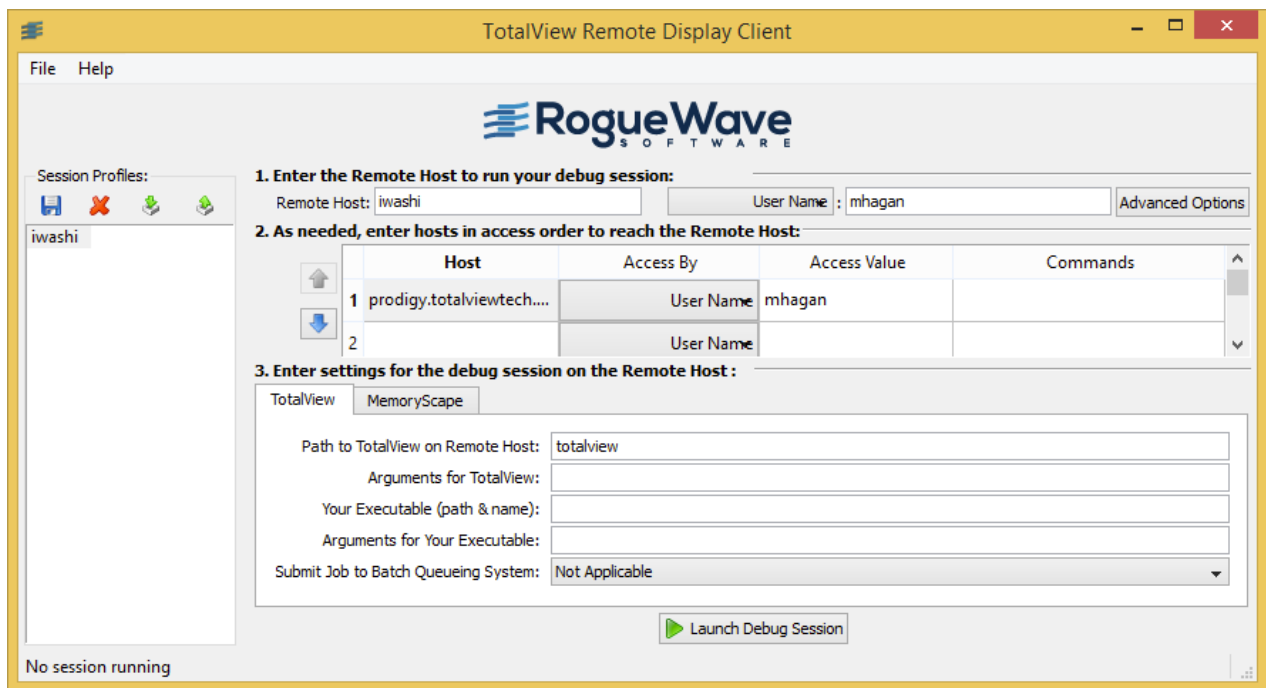 TotalView Remote Display Client
File Help
RogueWave
SOFTWARE
Session Profiles:
iwashi
1. Enter the Remote Host to run your debug session:
Remote Host: iwashi User Name : mhagan Advanced Options
2. As needed, enter hosts in access order to reach the Remote Host:
Host Access By Access Value Commands
1 prodigy.totalviewtech.... User Name mhagan
2 User Name
3. Enter settings for the debug session on the Remote Host :
TotalView MemoryScape
Path to TotalView on Remote Host: totalview
Arguments for TotalView:
Your Executable (path & name):
Arguments for Your Executable:
Submit Job to Batch Queueing System: Not Applicable
Launch Debug Session
No session running